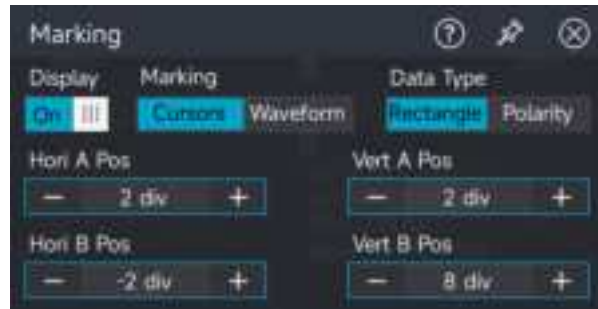 Marking
Display Marking Data Type
On Cursors Waveform Rectangle Polarity
Hori A Pos Vert A Pos
− 2 div + − 2 div +
Hori B Pos Vert B Pos
− -2 div + − 8 div +